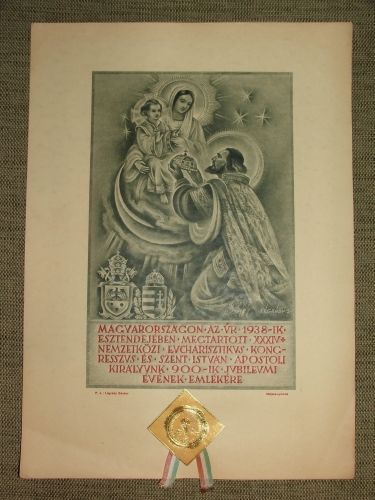 MAGYARORSZÁGON · AZ · ÚR · 1938-IK ·
ESZTENDEJÉBEN · MEGTARTOTT · XXXIV ·
NEMZETKÖZI · EUCHARISZTIKUS · KONG-
RESSZUS · ÉS · SZENT · ISTVÁN · APOSTOLI
KIRÁLYUNK · 900-IK · JUBILEUMI
ÉVÉNEK · EMLÉKÉRE